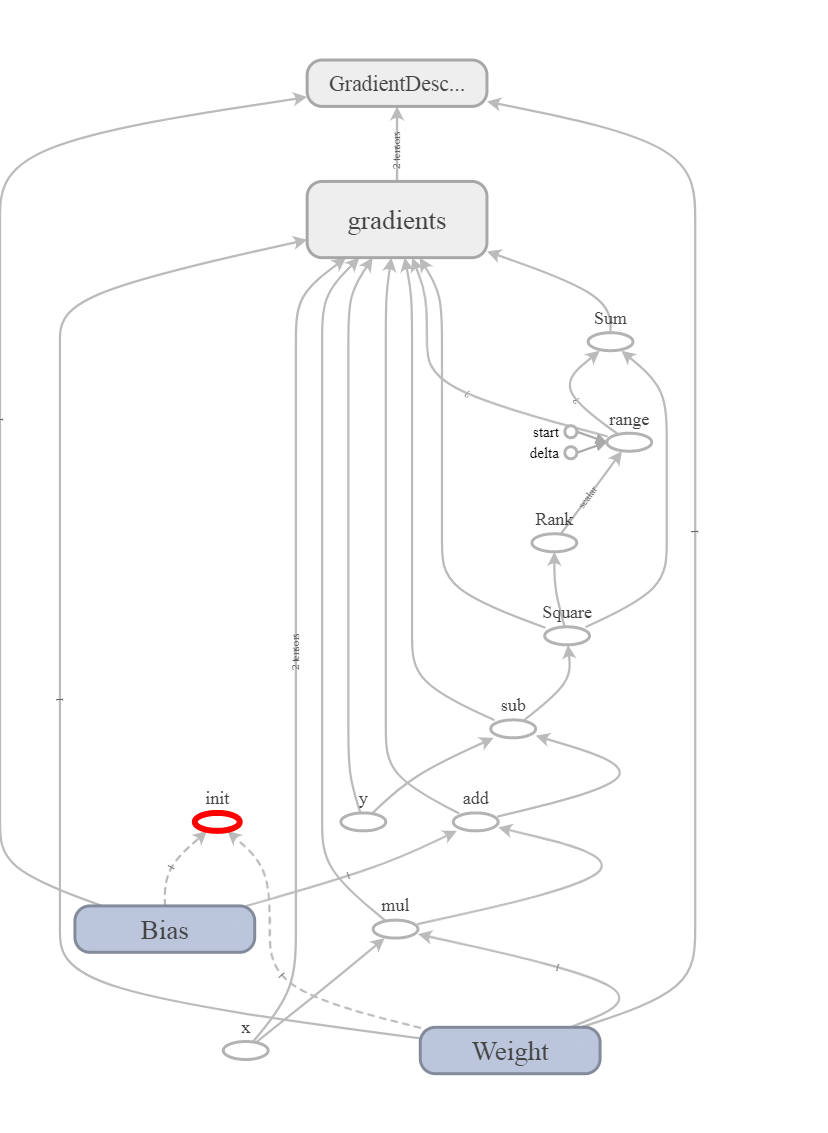 GradientDesc...
2 tensors
gradients
Sum
range
start
delta
scalar
Rank
Square
2 tensors
sub
init
y
add
mul
Bias
x
Weight